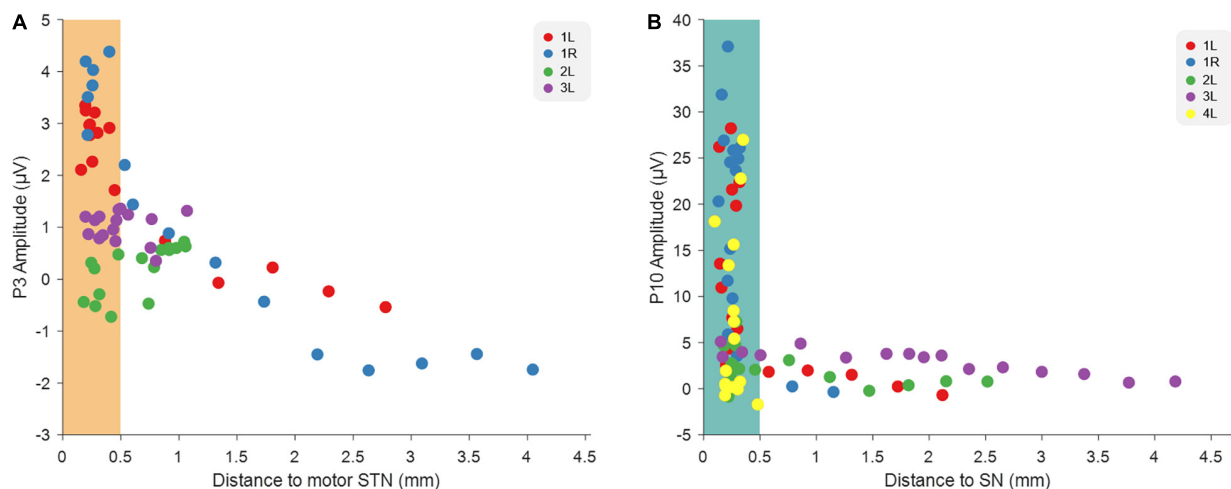 A
5
4
3
2
1
0
-1
-2
-3
P3 Amplitude (µV)
0 0.5 1 1.5 2 2.5 3 3.5 4 4.5
Distance to motor STN (mm)
1L
1R
2L
3L
B
40
35
30
25
20
15
10
5
0
-5
P10 Amplitude (µV)
0 0.5 1 1.5 2 2.5 3 3.5 4 4.5
Distance to SN (mm)
1L
1R
2L
3L
4L